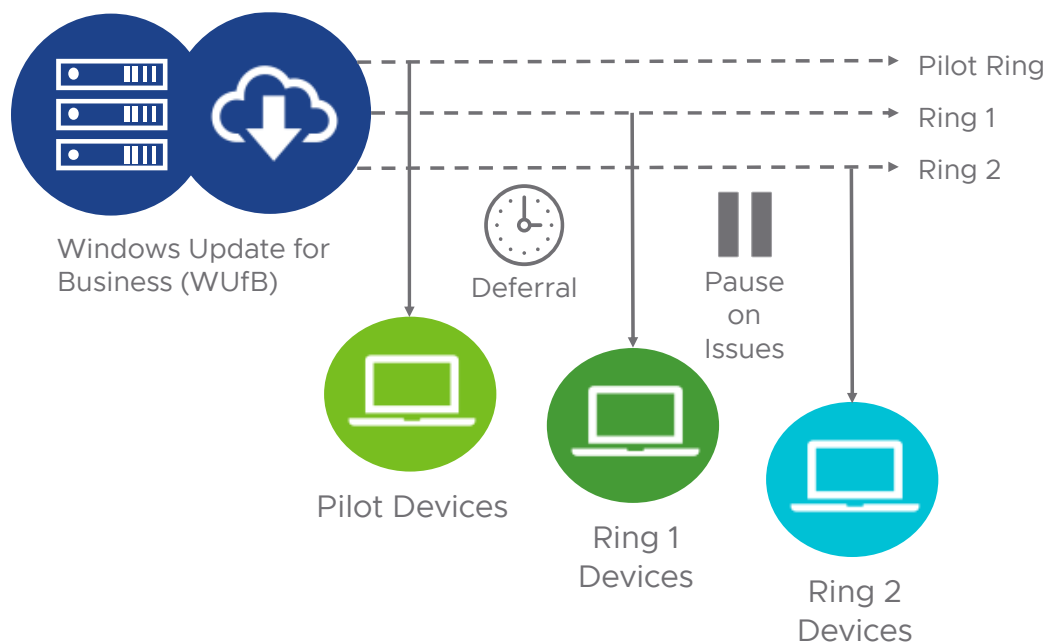 Pilot Ring
Ring 1
Ring 2
Windows Update for
Business (WUfB)
Deferral
Pause
on
Issues
Pilot Devices
Ring 1
Devices
Ring 2
Devices